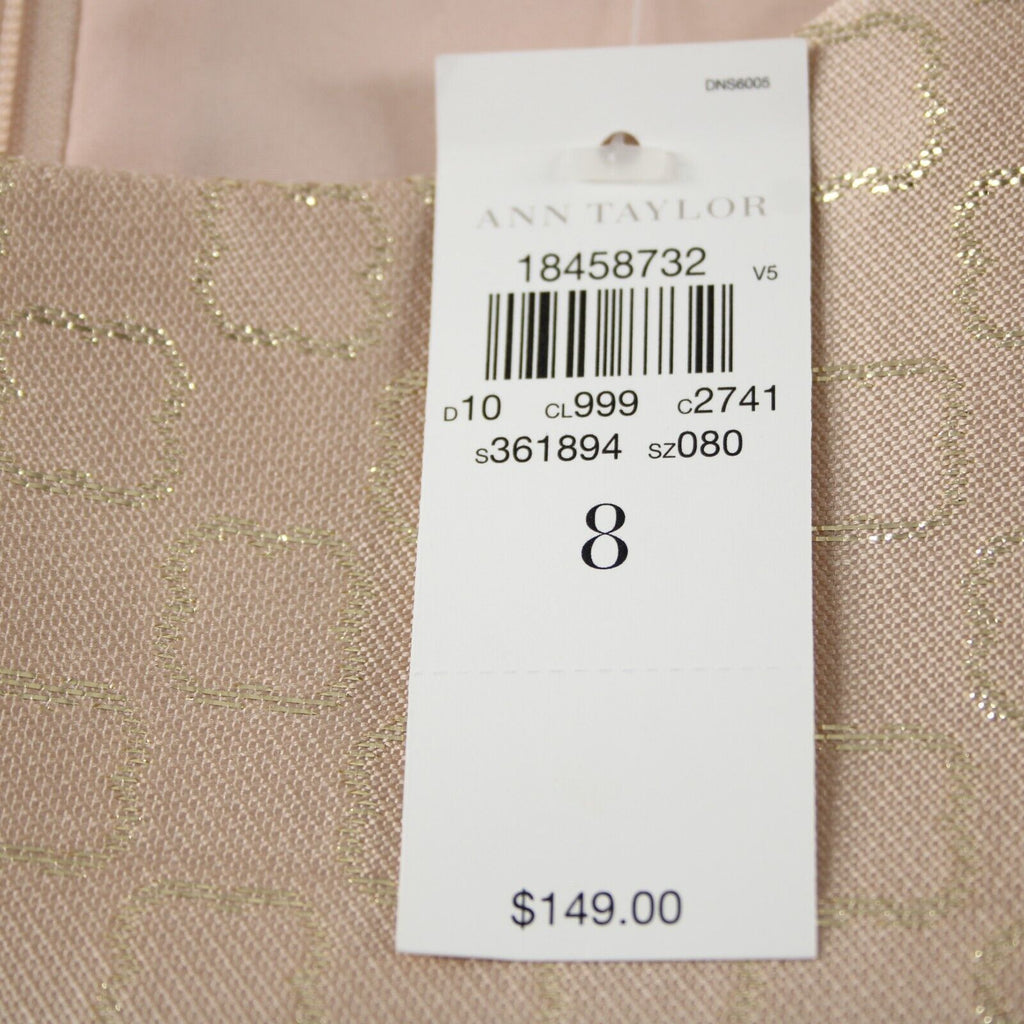 DNS6005
ANN TAYLOR
18458732 V5
D10 CL999 C2741
S361894 SZ080
8
$149.00